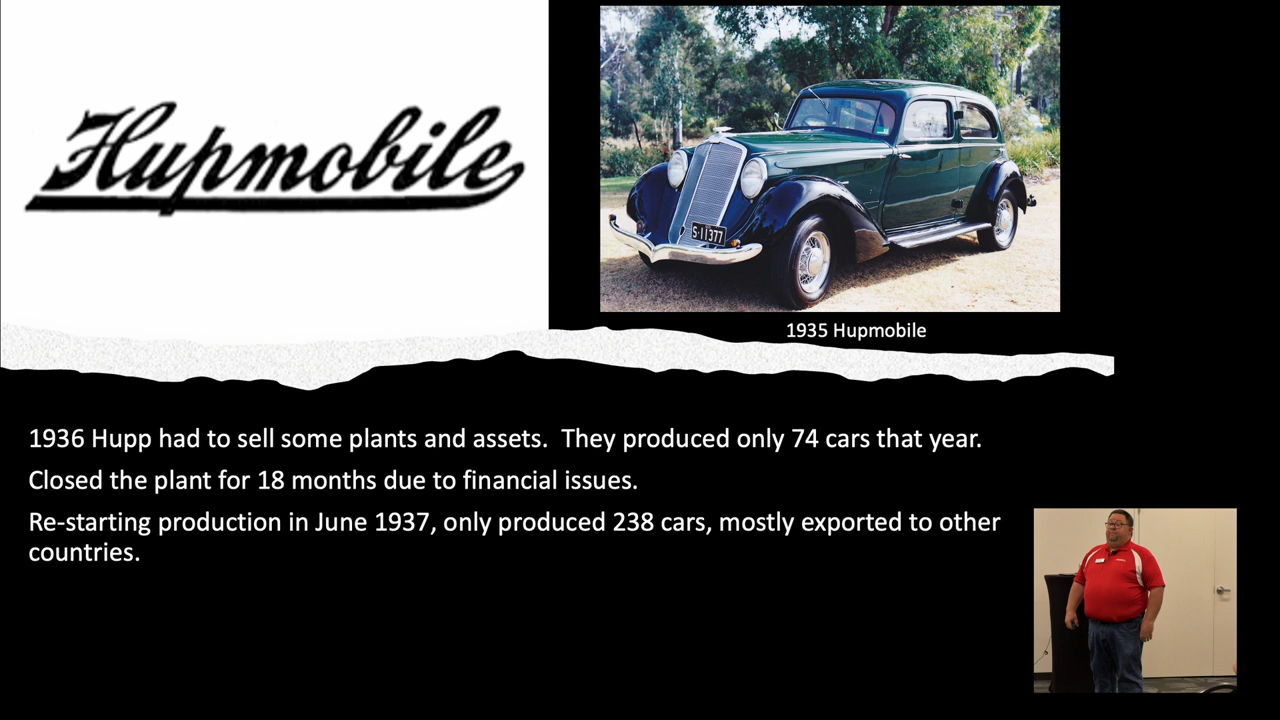 Hupmobile
S-11377
1935 Hupmobile
1936 Hupp had to sell some plants and assets.  They produced only 74 cars that year.
Closed the plant for 18 months due to financial issues.
Re-starting production in June 1937, only produced 238 cars, mostly exported to other
countries.